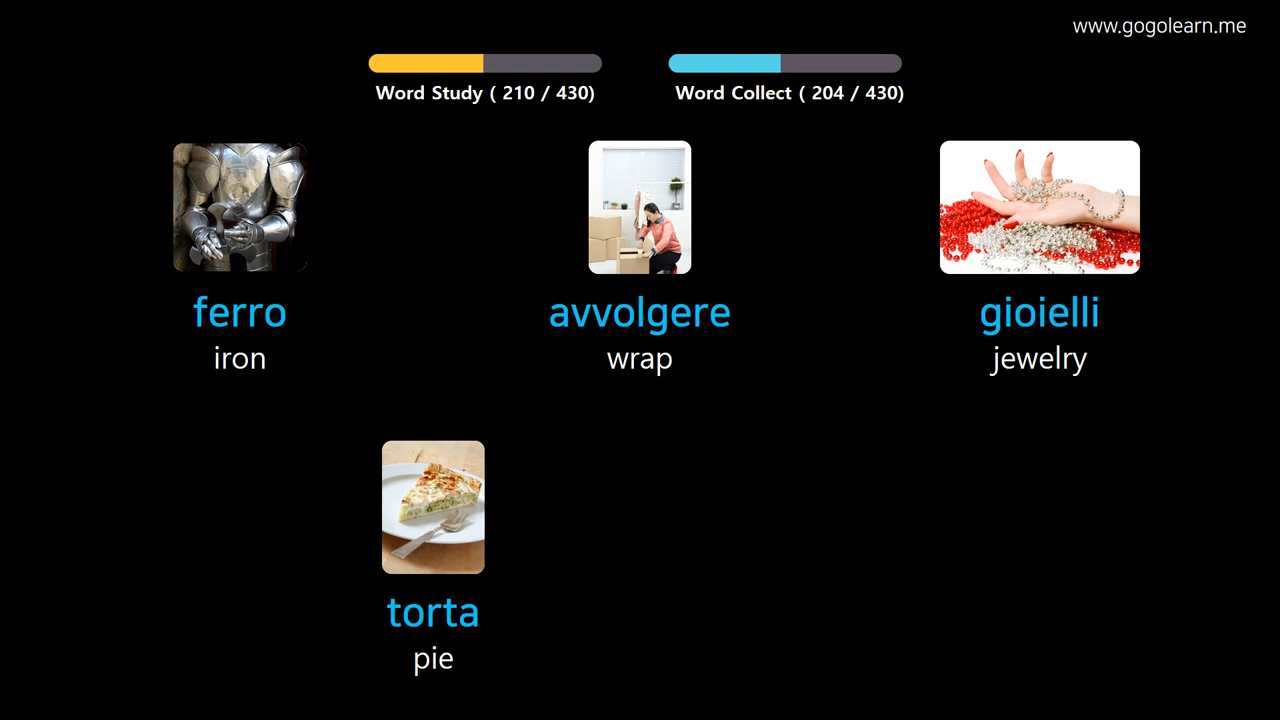 www.gogolearn.me
Word Study ( 210 / 430)
Word Collect ( 204 / 430)
ferro
iron
avvolgere
wrap
gioielli
jewelry
torta
pie